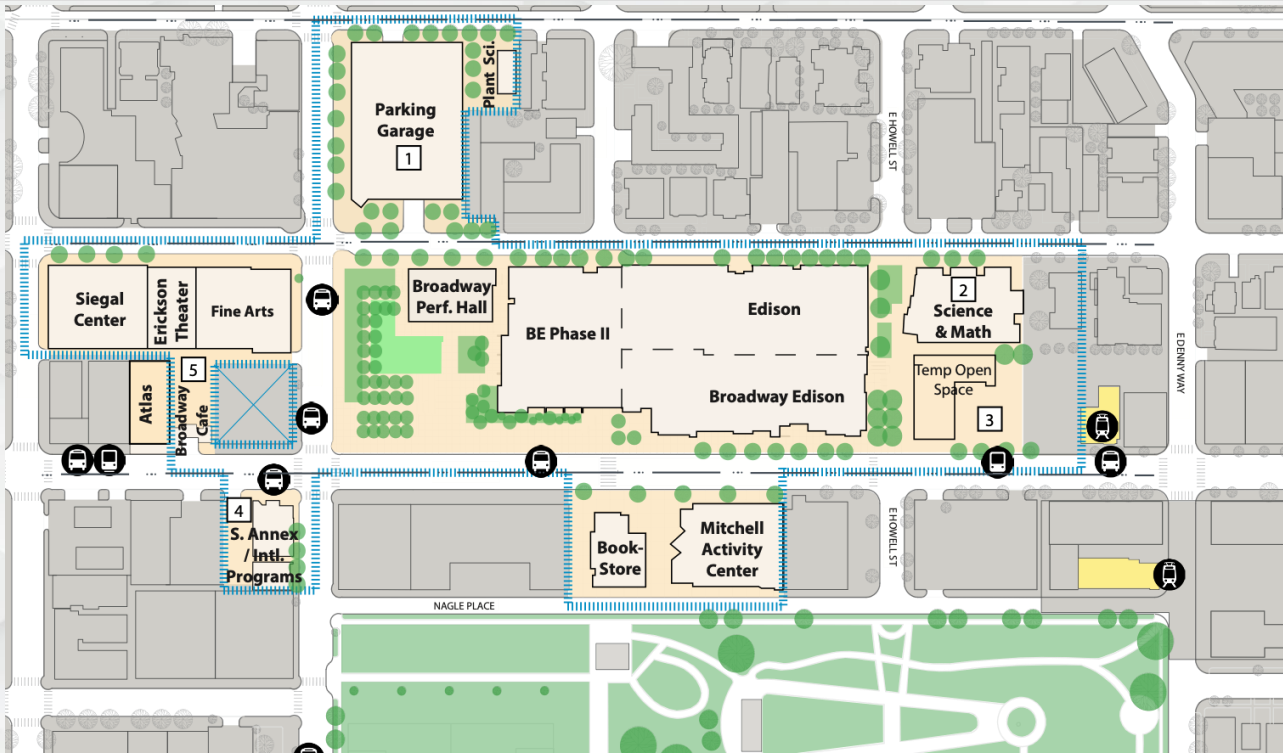 Plant Sci.
Parking
Garage
1
E HOWELL ST
Siegal
Center
Erickson
Theater
Fine Arts
Broadway
Perf. Hall
BE Phase II
Edison
Broadway Edison
2
Science
& Math
Temp Open
Space
3
E DENNY WAY
Atlas
5
Broadway
Cafe
4
S. Annex
/ Intl.
Programs
Book-
Store
Mitchell
Activity
Center
E HOWELL ST
NAGLE PLACE